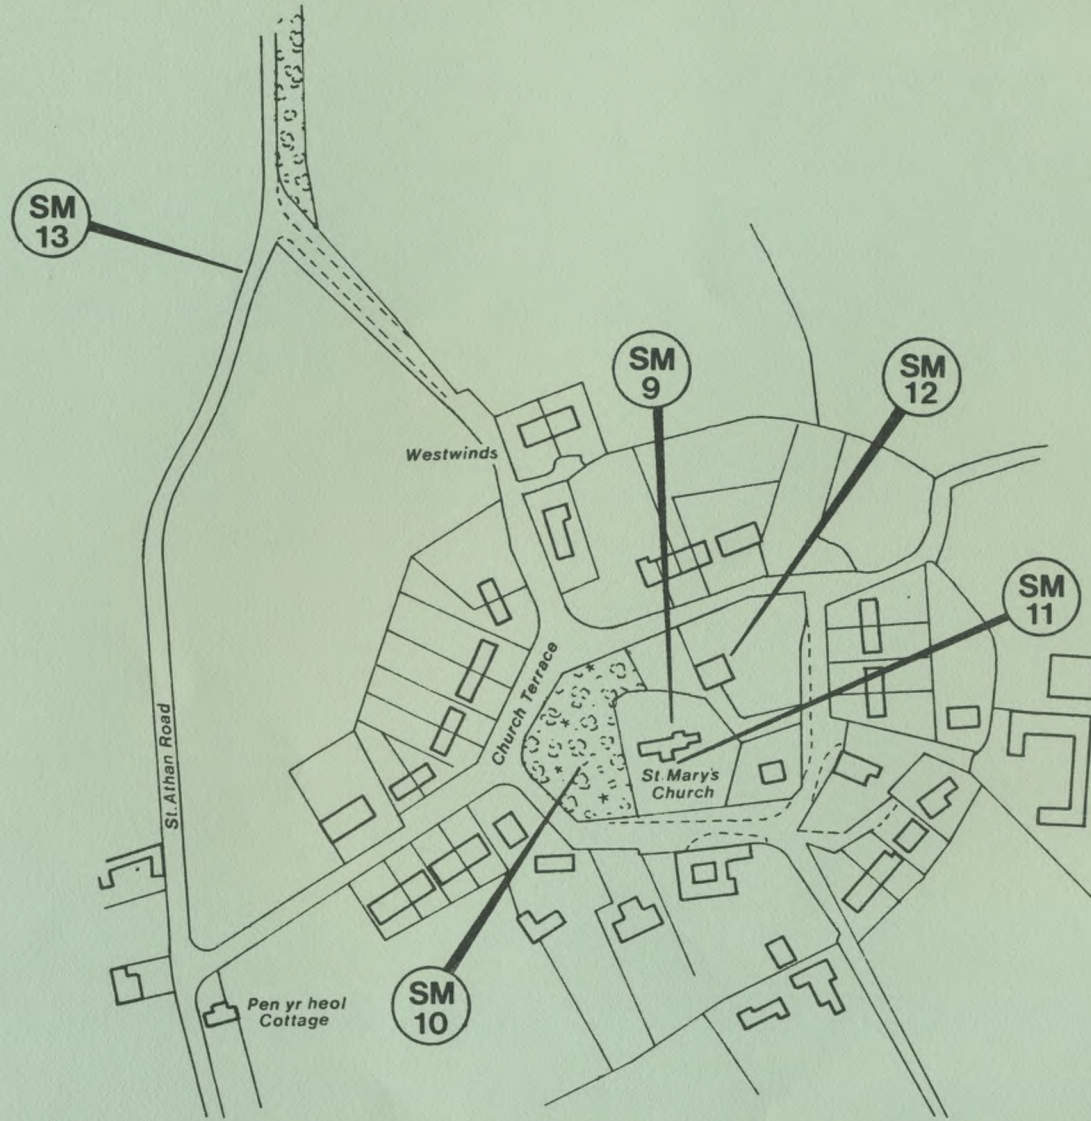 SM
13
SM
9
SM
12
Westwinds
SM
11
Church Terrace
St. Athan Road
St. Mary's
Church
SM
10
Pen yr heol
Cottage